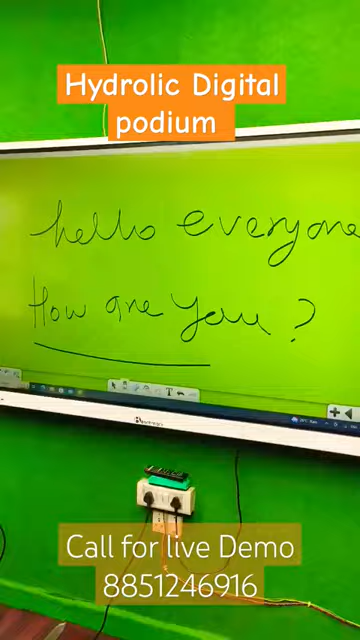 Hydrolic Digital
podium
hello everyone
How are you?
Call for live Demo
8851246916